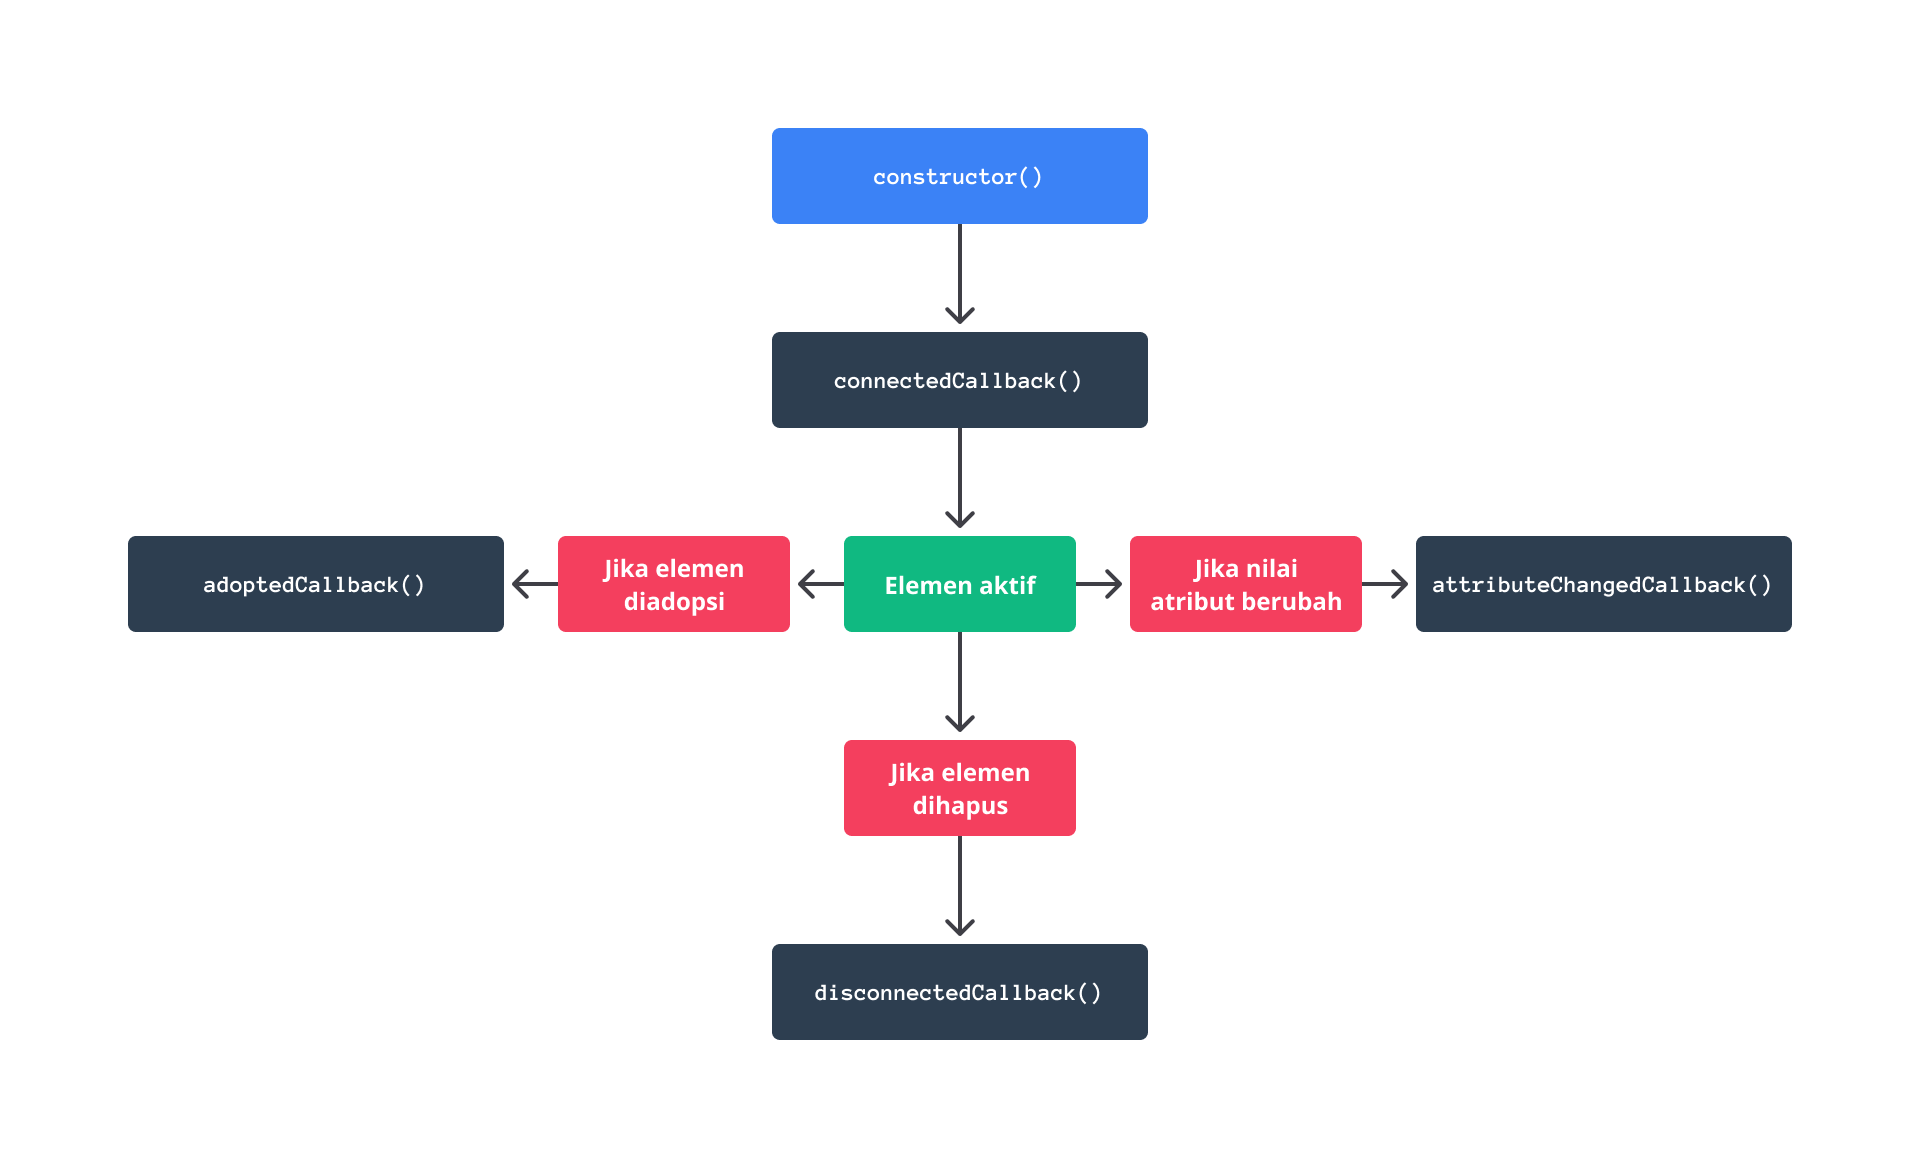 constructor()
connectedCallback()
adoptedCallback()
Jika elemen
diadopsi
Elemen aktif
Jika nilai
atribut berubah
attributeChangedCallback()
Jika elemen
dihapus
disconnectedCallback()